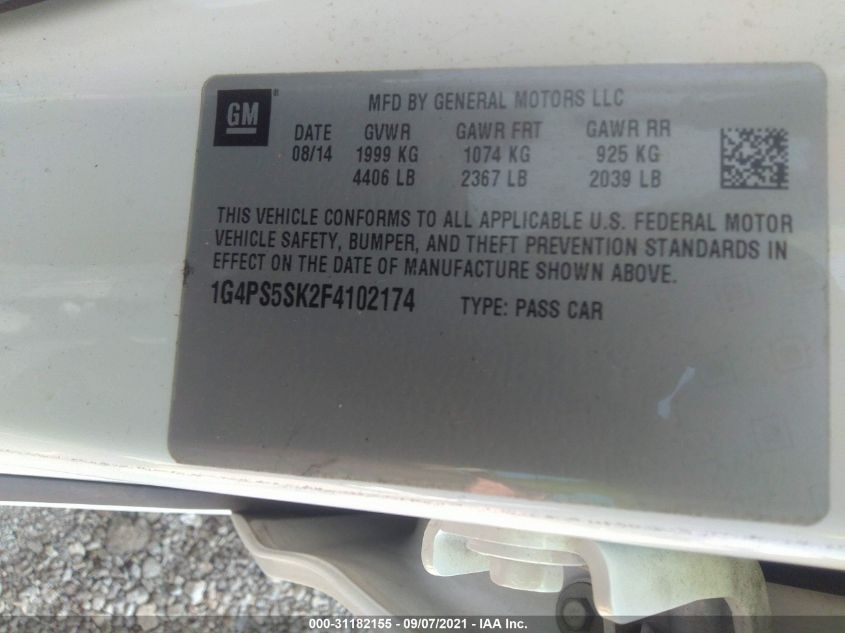 GM ®
MFD BY GENERAL MOTORS LLC
DATE GVWR GAWR FRT GAWR RR
08/14 1999 KG 1074 KG 925 KG
4406 LB 2367 LB 2039 LB
THIS VEHICLE CONFORMS TO ALL APPLICABLE U.S. FEDERAL MOTOR
VEHICLE SAFETY, BUMPER, AND THEFT PREVENTION STANDARDS IN
EFFECT ON THE DATE OF MANUFACTURE SHOWN ABOVE.
1G4PS5SK2F4102174 TYPE: PASS CAR
000-31182155 - 09/07/2021 - IAA Inc.